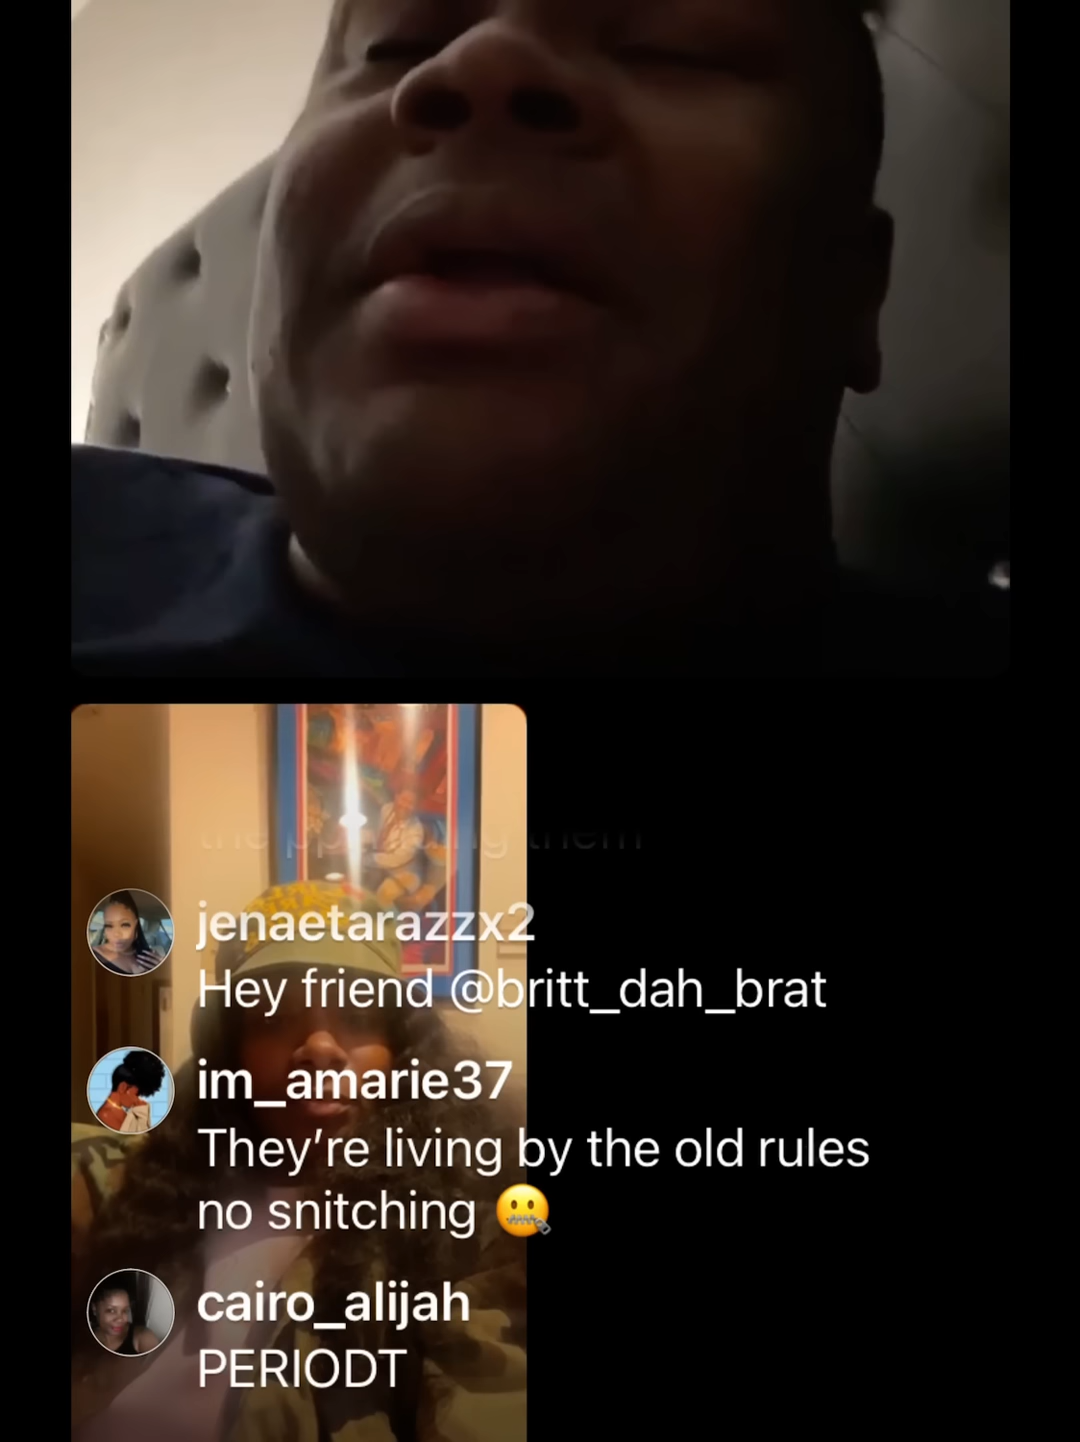 jenaetarazzx2
Hey friend @britt_dah_brat
im_amarie37
They’re living by the old rules
no snitching 🤐
cairo_alijah
PERIODT